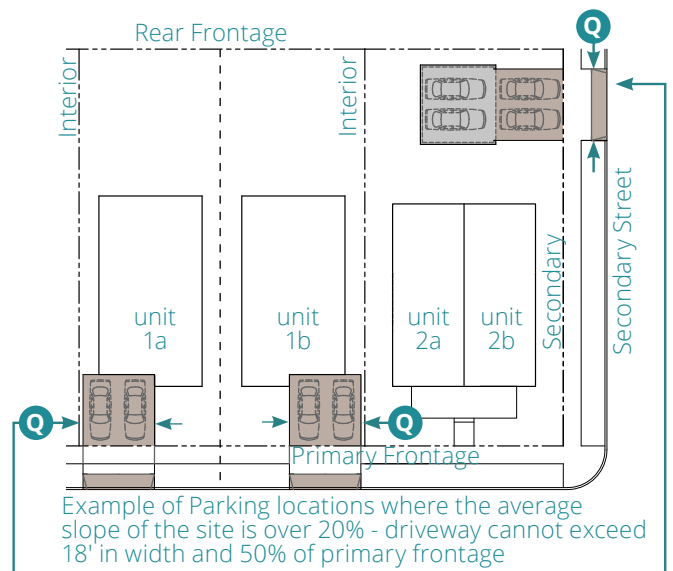 Rear Frontage
Q
Interior
Interior
Secondary Street
Secondary
unit
1a
unit
1b
unit
2a
unit
2b
Q
Q
Primary Frontage
Example of Parking locations where the average
slope of the site is over 20% - driveway cannot exceed
18' in width and 50% of primary frontage